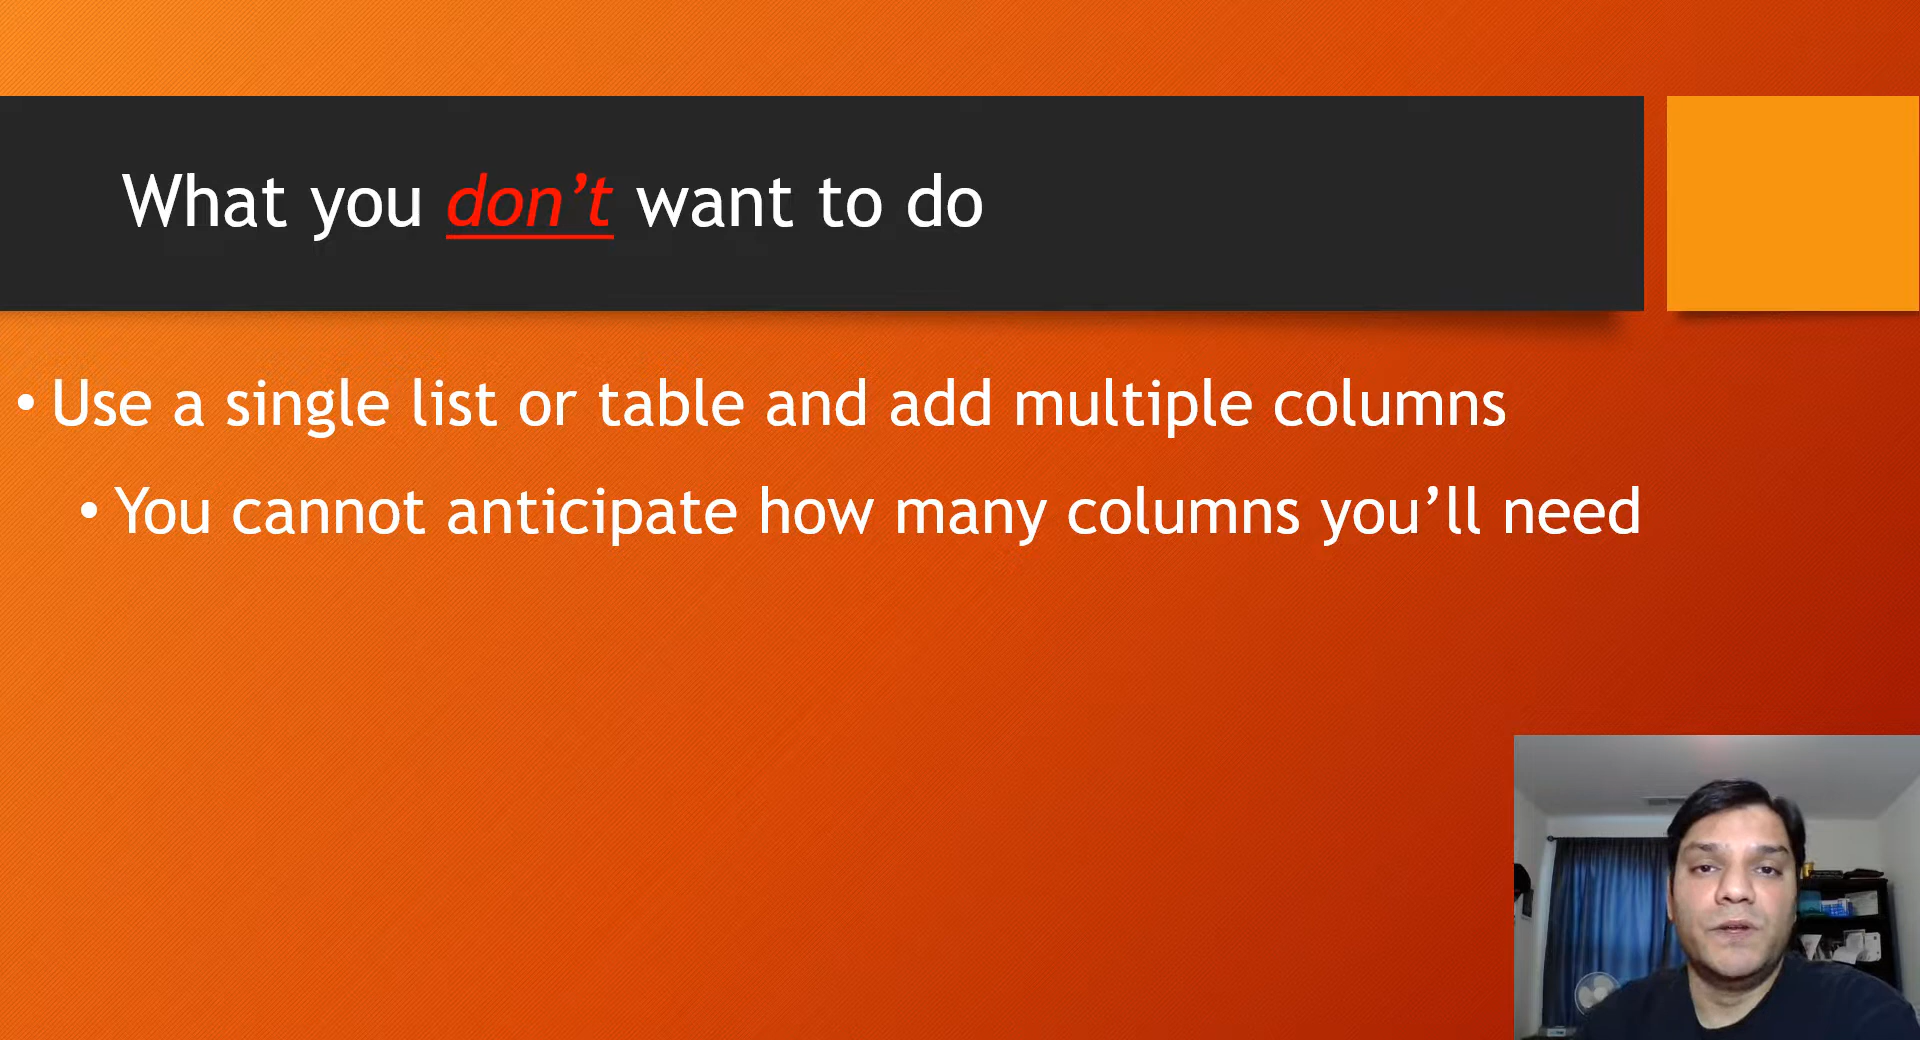 What you don’t want to do
• Use a single list or table and add multiple columns
• You cannot anticipate how many columns you’ll need